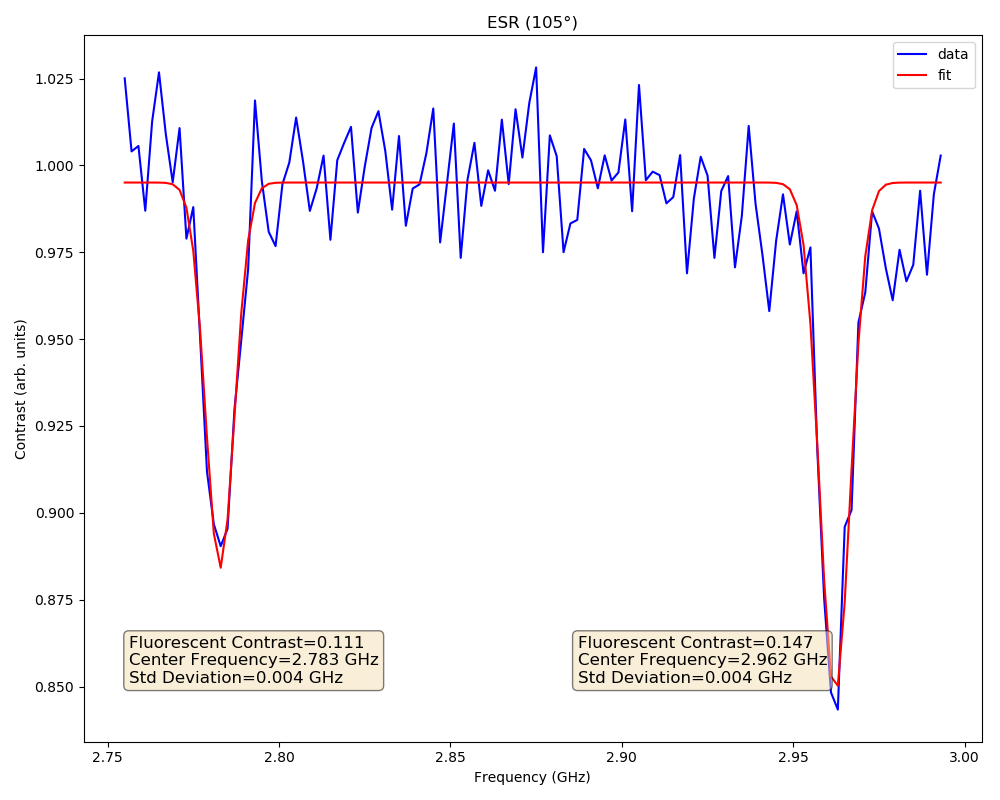 ESR (105°)
data
fit
1.025
1.000
0.975
0.950
0.925
0.900
0.875
0.850
Contrast (arb. units)
Fluorescent Contrast=0.111
Center Frequency=2.783 GHz
Std Deviation=0.004 GHz
Fluorescent Contrast=0.147
Center Frequency=2.962 GHz
Std Deviation=0.004 GHz
2.75
2.80
2.85
2.90
2.95
3.00
Frequency (GHz)